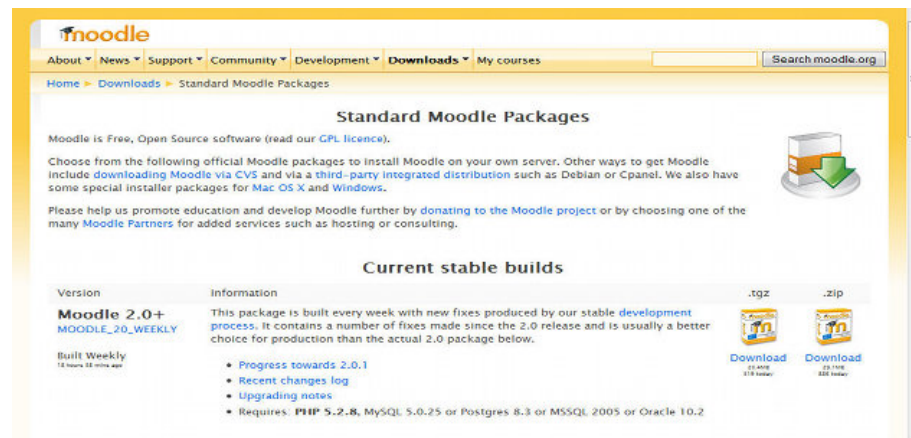 moodle
About News Support Community Development Downloads My courses Search moodle.org
Home Downloads Standard Moodle Packages
Standard Moodle Packages
Moodle is Free, Open Source software (read our GPL licence).
Choose from the following official Moodle packages to install Moodle on your own server. Other ways to get Moodle
include downloading Moodle via CVS and via a third-party integrated distribution such as Debian or Cpanel. We also have
some special installer packages for Mac OS X and Windows.
Please help us promote education and develop Moodle further by donating to the Moodle project or by choosing one of the
many Moodle Partners for added services such as hosting or consulting.
Current stable builds
Version Information .tgz .zip
Moodle 2.0+ This package is built every week with new fixes produced by our stable development
MOODLE_20_WEEKLY process. It contains a number of fixes made since the 2.0 release and is usually a better
choice for production than the actual 2.0 package below.
Built Weekly Download Download
• Progress towards 2.0.1
• Recent changes log
• Upgrading notes
• Requires: PHP 5.2.8, MySQL 5.0.25 or Postgres 8.3 or MSSQL 2005 or Oracle 10.2